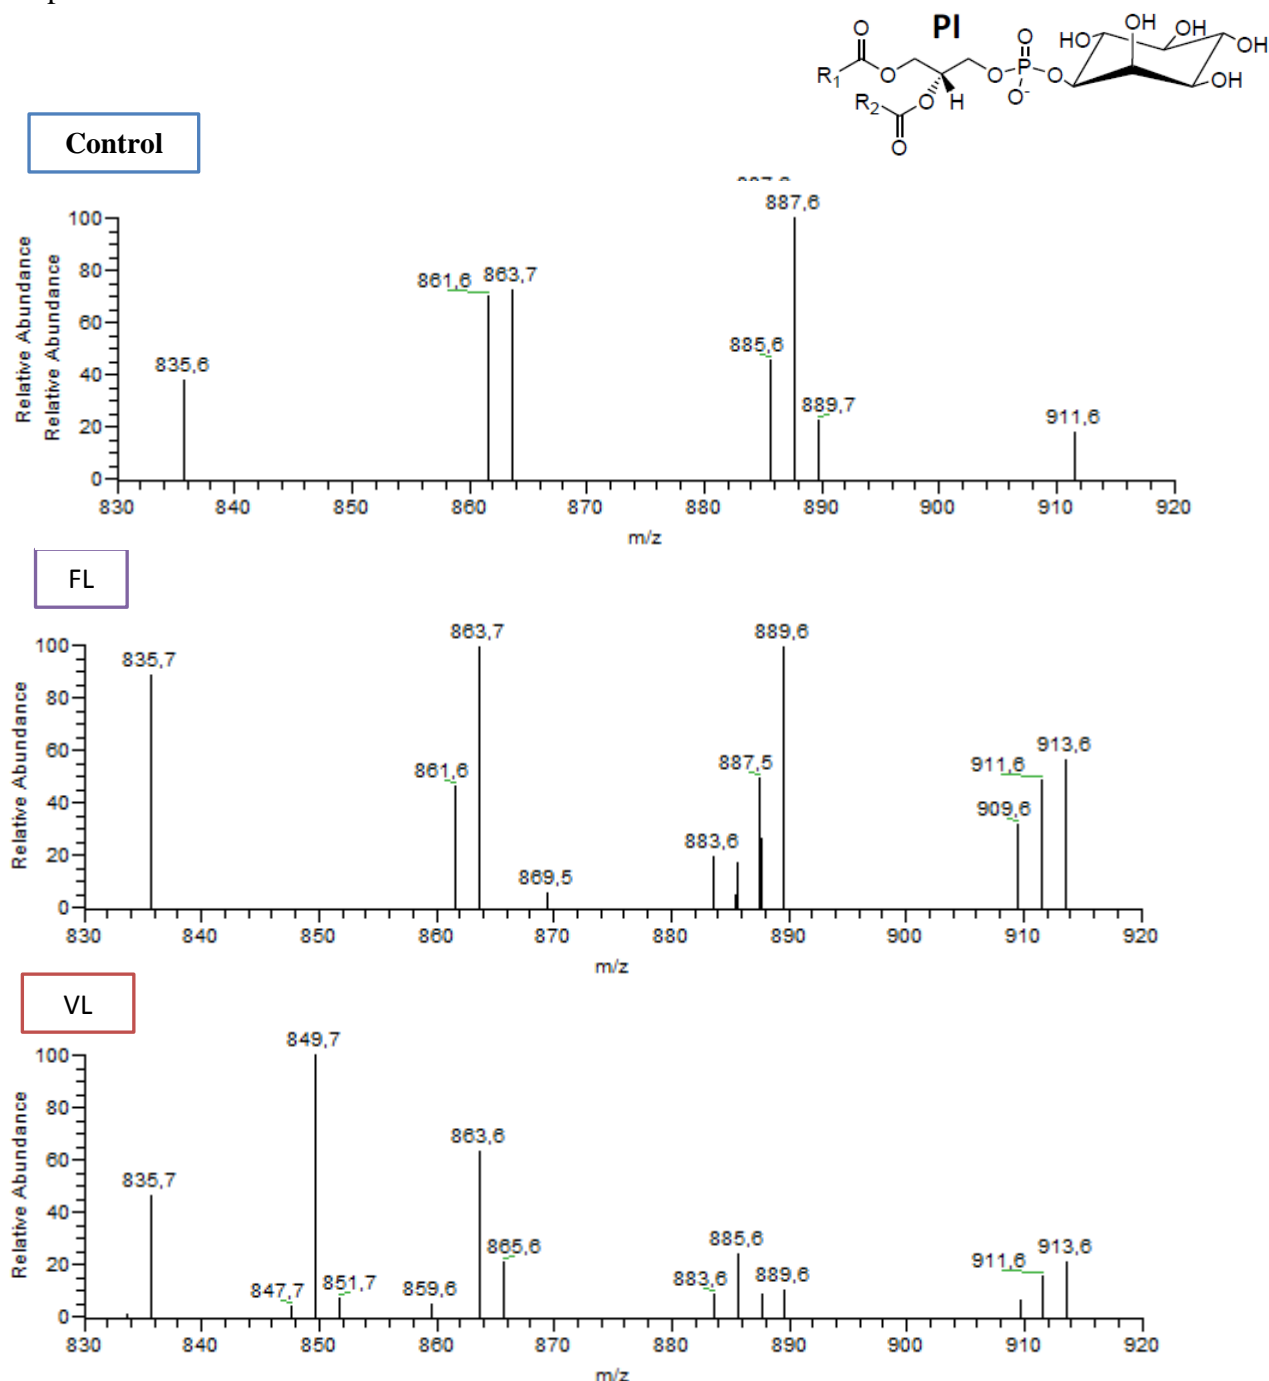 PI
O
R₁
O
R₂
O
O
H
O
O
P
O⁻
O
HO
OH
OH
OH
OH
Control
887,6
Relative Abundance
Relative Abundance
100
80
60
40
20
0
835,6
861,6
863,7
885,6
887,6
889,7
911,6
830 840 850 860 870 880 890 900 910 920
m/z
FL
Relative Abundance
100
80
60
40
20
0
835,7
861,6
863,7
869,5
883,6
887,5
889,6
909,6
911,6
913,6
830 840 850 860 870 880 890 900 910 920
m/z
VL
Relative Abundance
100
80
60
40
20
0
835,7
847,7
849,7
851,7
859,6
863,6
865,6
883,6
885,6
889,6
911,6
913,6
830 840 850 860 870 880 890 900 910 920
m/z